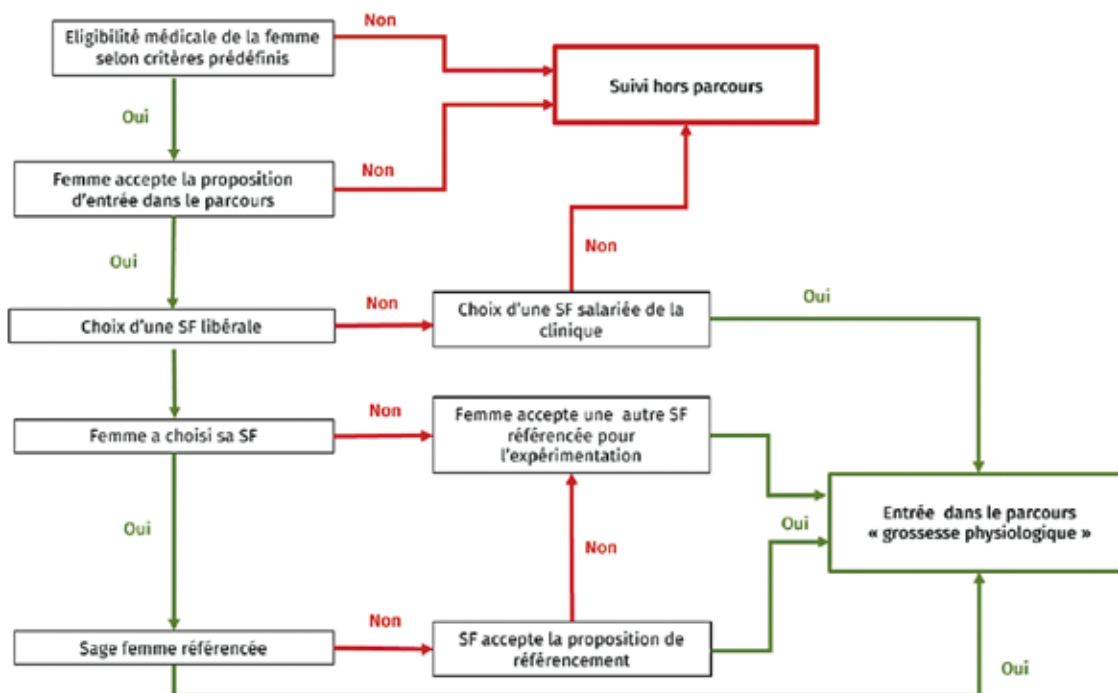 Non
Eligibilité médicale de la femme
selon critères prédéfinis
Suivi hors parcours
Oui
Non
Femme accepte la proposition
d'entrée dans le parcours
Oui
Non
Non
Oui
Choix d'une SF libérale
Choix d'une SF salariée de la
clinique
Non
Femme a choisi sa SF
Femme accepte une autre SF
référencée pour
l'expérimentation
Oui
Non
Oui
Entrée dans le parcours
« grossesse physiologique »
Non
Sage femme référencée
SF accepte la proposition de
référencement
Oui